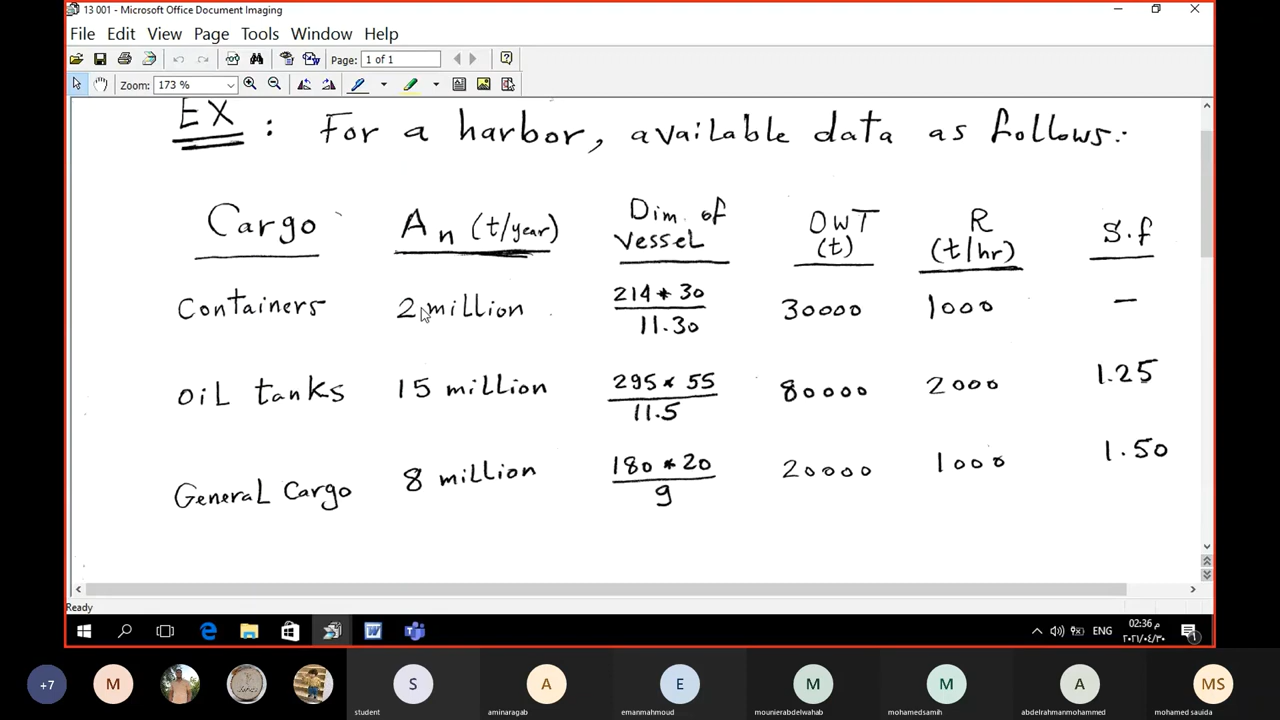 13 001 - Microsoft Office Document Imaging
File Edit View Page Tools Window Help
Page: 1 of 1
Zoom: 173 %
EX : For a harbor, available data as follows:-
Cargo An (t/year) Dim. of vessel DWT (t) R (t/hr) S.f
Containers 2 million 214*30/11.30 30000 1000 —
Oil tanks 15 million 295*55/11.5 80000 2000 1.25
General Cargo 8 million 180*20/9 20000 1000 1.50
Ready
ENG 02:36 م
٢٠٢١/٠٤/٣٠
1
+7 M S A E M M A MS
student aminaragab emanmahmoud mounierabdelwahab mohamedsamih abdelrahmanmohammed mohamed sauida